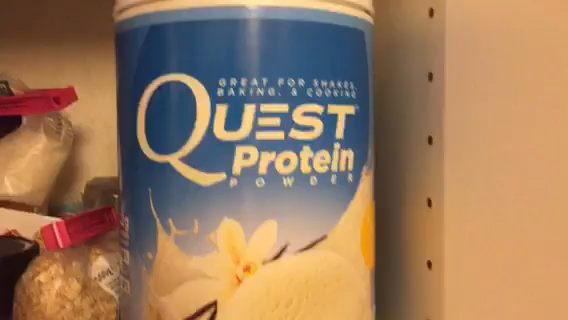 GREAT FOR SHAKES,
BAKING, & COOKING
QUEST
Protein
POWDER